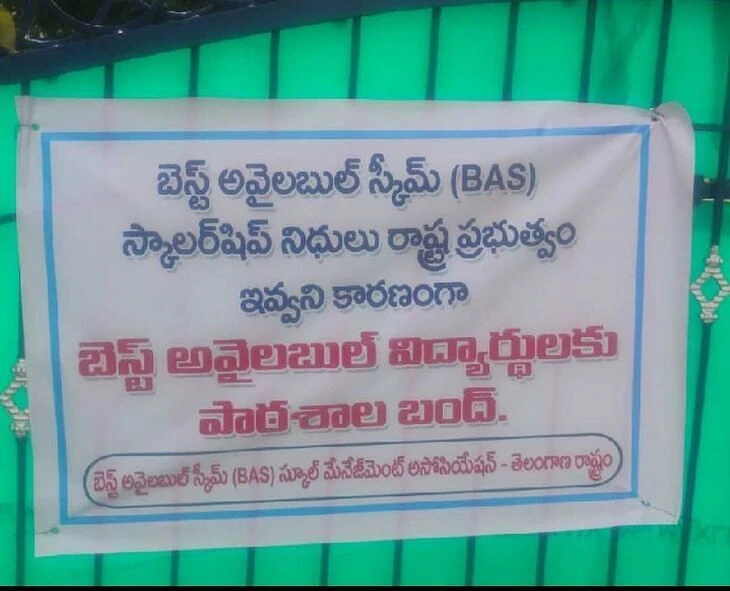 బెస్ట్ అవైలబుల్ స్కీమ్ (BAS)
స్కాలర్‌షిప్ నిధులు రాష్ట్ర ప్రభుత్వం
ఇవ్వని కారణంగా
బెస్ట్ అవైలబుల్ విద్యార్థులకు
పాఠశాల బంద్.
బెస్ట్ అవైలబుల్ స్కీమ్ (BAS) స్కూల్ మేనేజ్‌మెంట్ అసోసియేషన్ - తెలంగాణ రాష్ట్రం